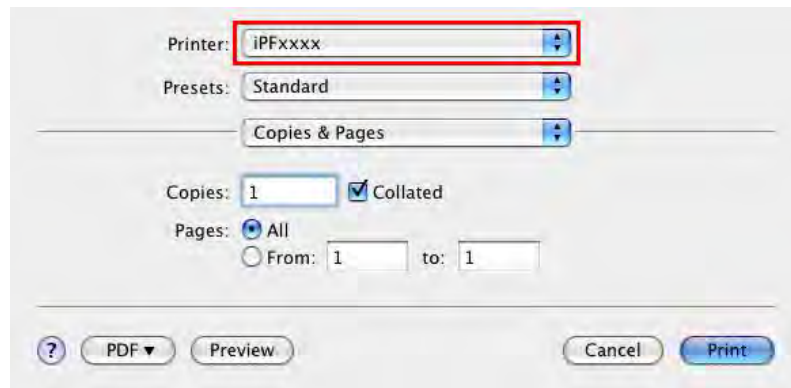 Printer: iPFxxxx
Presets: Standard
Copies & Pages
Copies: 1 Collated
Pages: All
From: 1 to: 1
? PDF▼ Preview Cancel Print